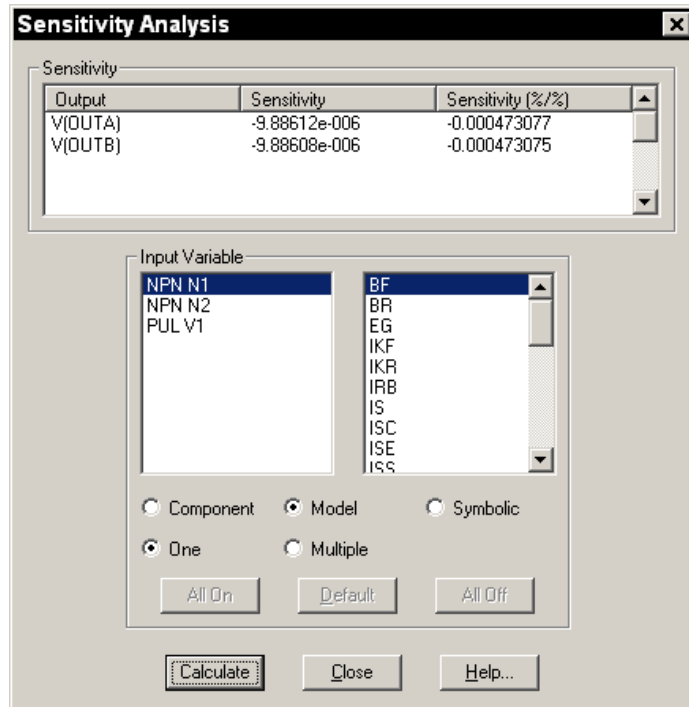 Sensitivity Analysis
Sensitivity
Output Sensitivity Sensitivity (%/%)
V(OUTA) -9.88612e-006 -0.000473077
V(OUTB) -9.88608e-006 -0.000473075
Input Variable
NPN N1
NPN N2
PUL V1
BF
BR
EG
IKF
IKR
IRB
IS
ISC
ISE
ISS
Component Model Symbolic
One Multiple
All On Default All Off
Calculate Close Help...